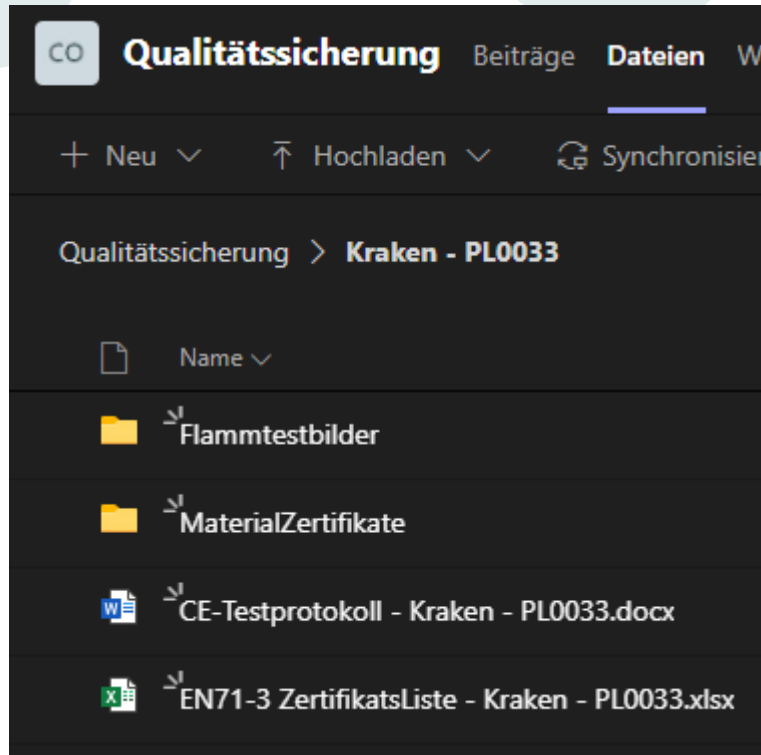 CO Qualitätssicherung Beiträge Dateien W
Neu Hochladen Synchronisier
Qualitätssicherung > Kraken - PL0033
Name
Flammtestbilder
MaterialZertifikate
CE-Testprotokoll - Kraken - PL0033.docx
EN71-3 ZertifikatsListe - Kraken - PL0033.xlsx